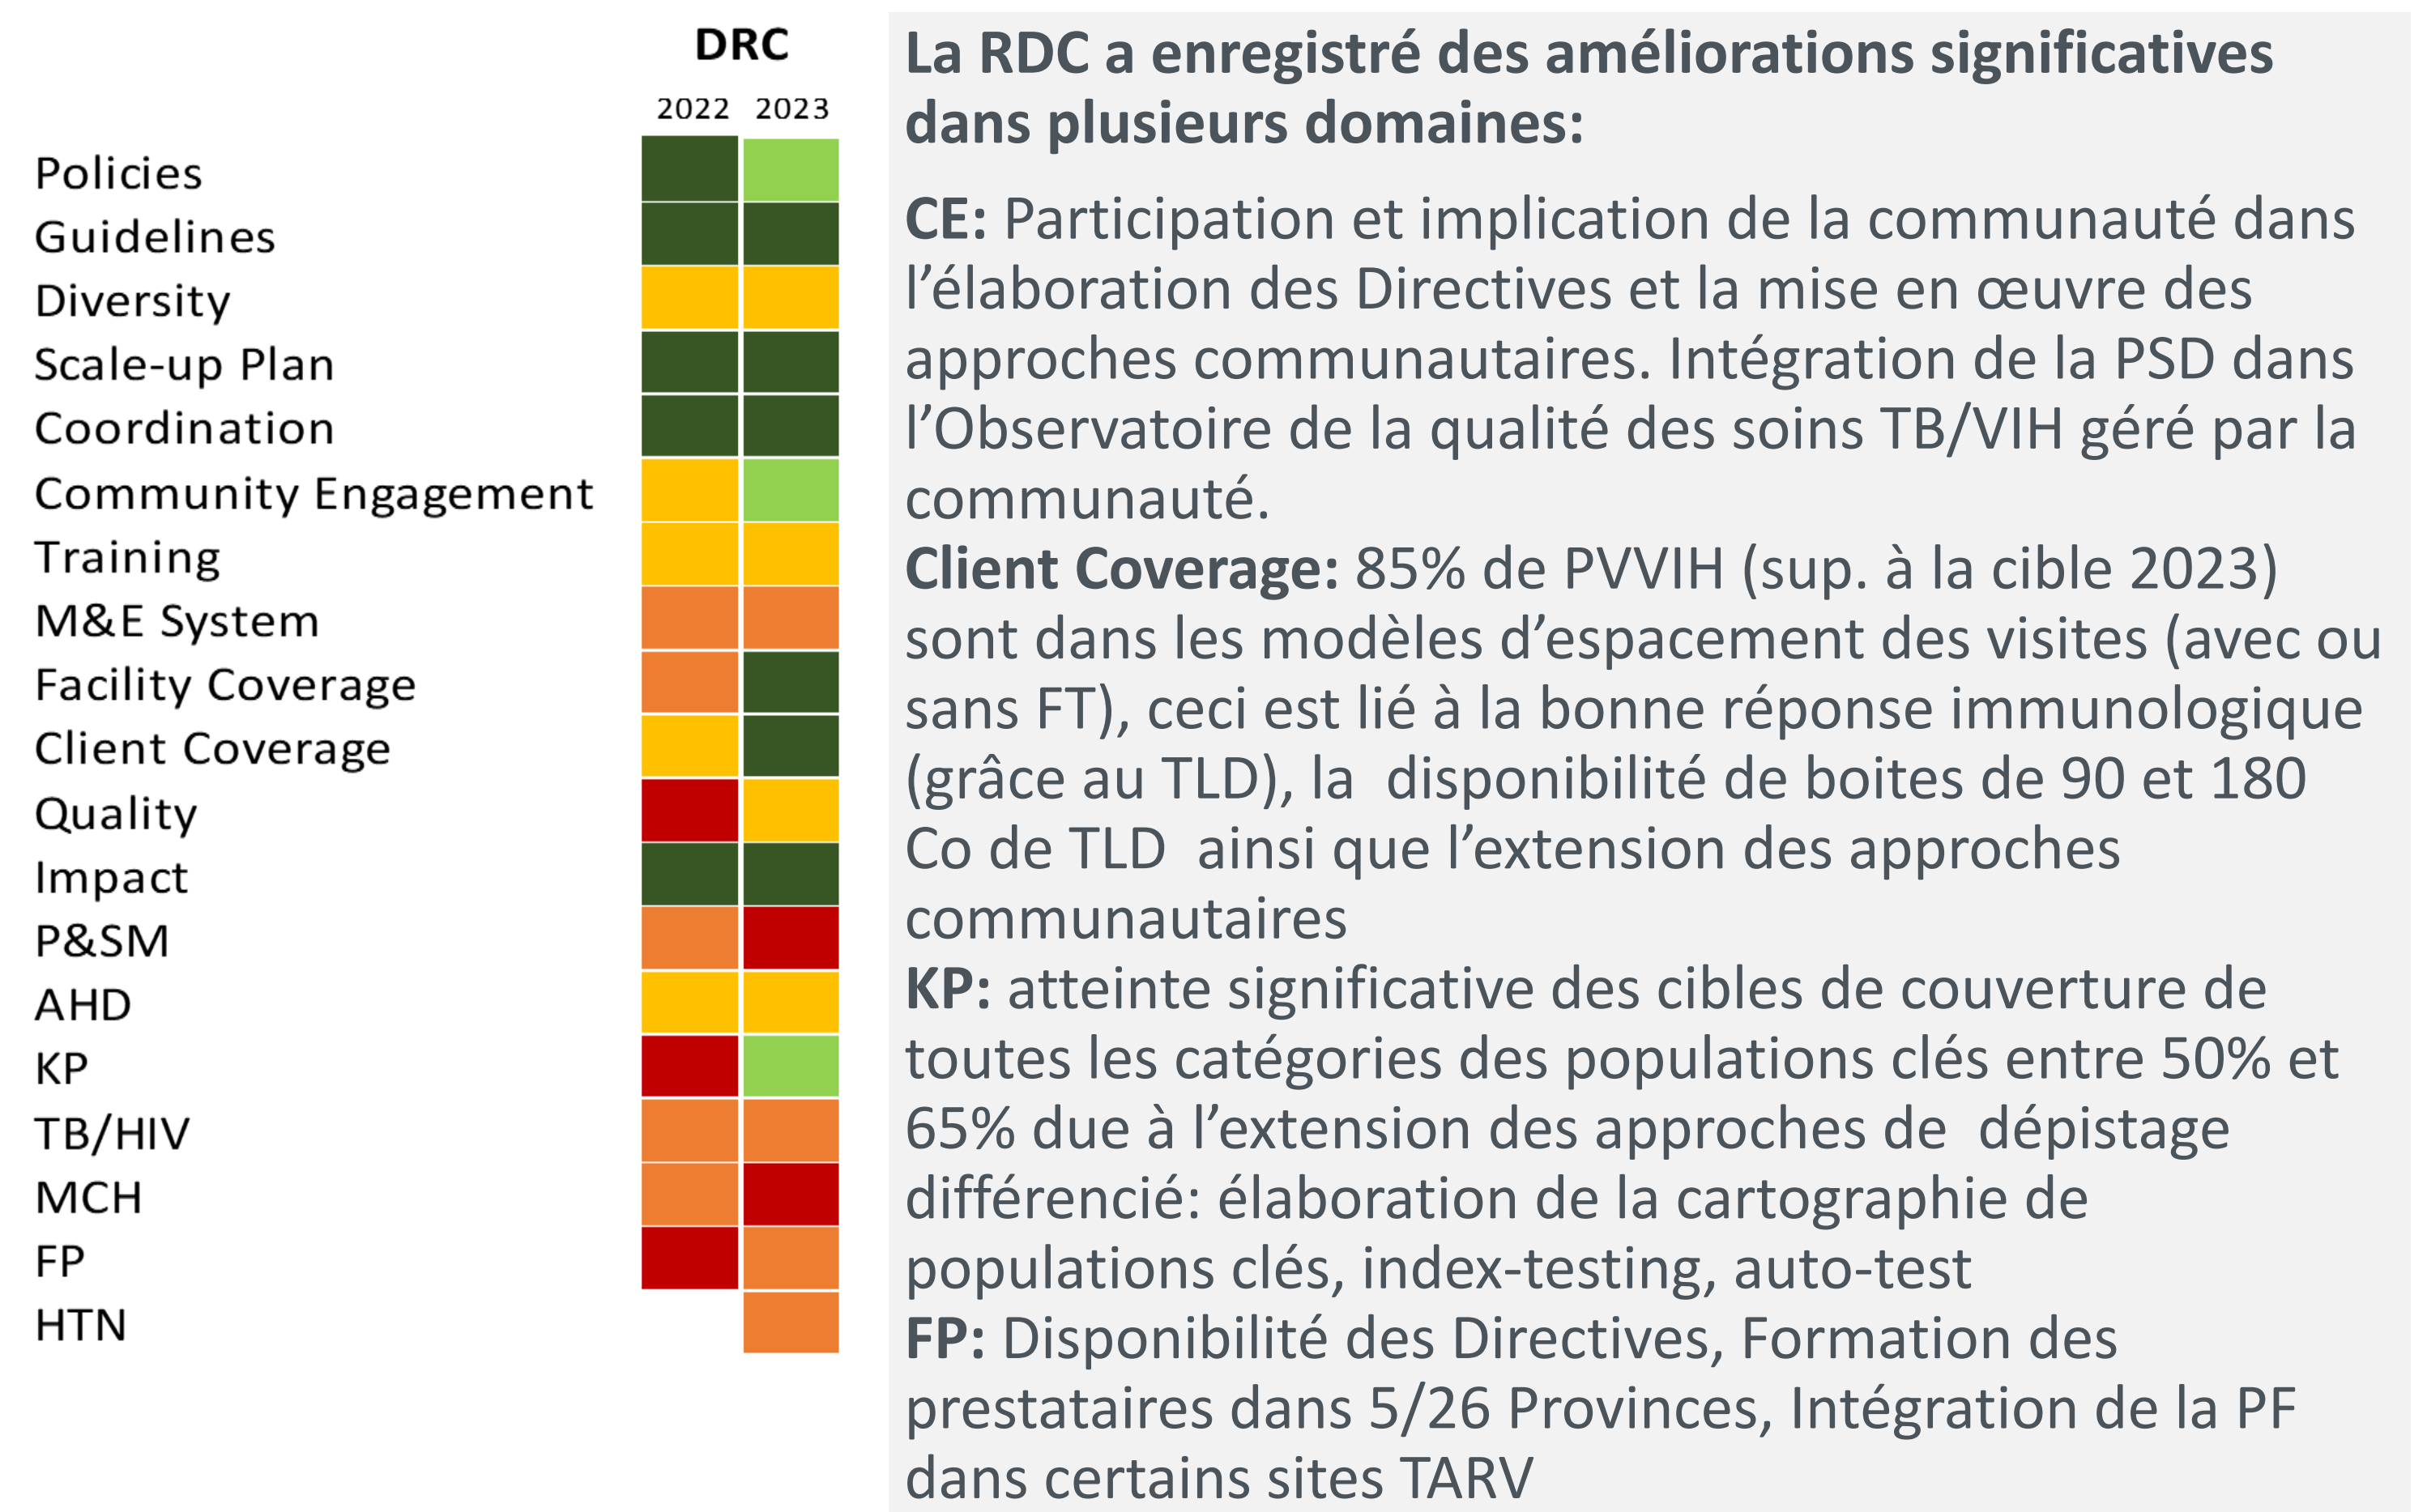 DRC
2022 2023
Policies
Guidelines
Diversity
Scale-up Plan
Coordination
Community Engagement
Training
M&E System
Facility Coverage
Client Coverage
Quality
Impact
P&SM
AHD
KP
TB/HIV
MCH
FP
HTN
La RDC a enregistré des améliorations significatives
dans plusieurs domaines:
CE: Participation et implication de la communauté dans
l’élaboration des Directives et la mise en œuvre des
approches communautaires. Intégration de la PSD dans
l’Observatoire de la qualité des soins TB/VIH géré par la
communauté.
Client Coverage: 85% de PVVIH (sup. à la cible 2023)
sont dans les modèles d’espacement des visites (avec ou
sans FT), ceci est lié à la bonne réponse immunologique
(grâce au TLD), la disponibilité de boites de 90 et 180
Co de TLD ainsi que l’extension des approches
communautaires
KP: atteinte significative des cibles de couverture de
toutes les catégories des populations clés entre 50% et
65% due à l’extension des approches de dépistage
différencié: élaboration de la cartographie de
populations clés, index-testing, auto-test
FP: Disponibilité des Directives, Formation des
prestataires dans 5/26 Provinces, Intégration de la PF
dans certains sites TARV